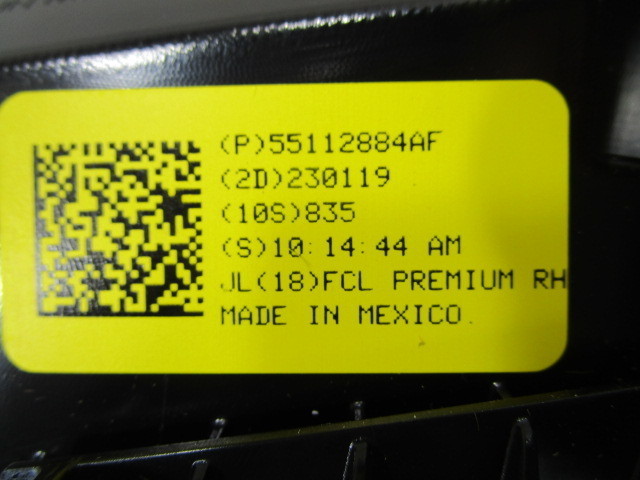 (P)55112884AF
(2D)230119
(10S)835
(S)10:14:44 AM
JL(18)FCL PREMIUM RH
MADE IN MEXICO.